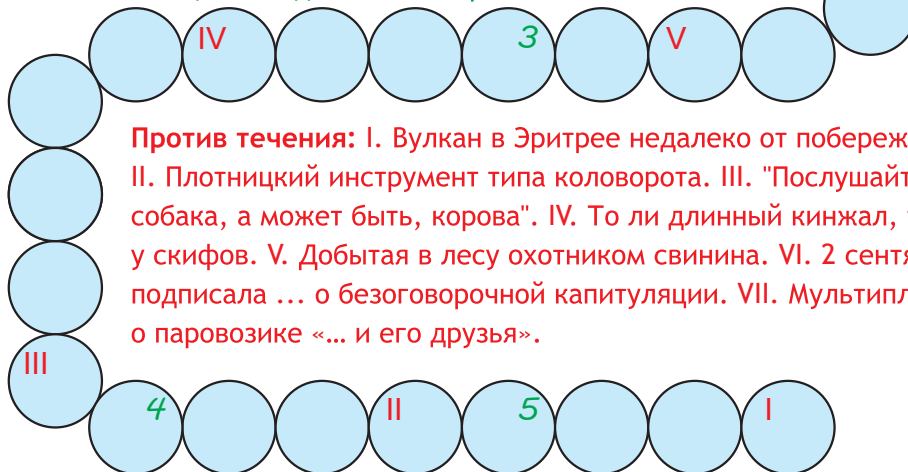 IV 3 V
Против течения: I. Вулкан в Эритрее недалеко от побереж
II. Плотницкий инструмент типа коловорота. III. "Послушайт
собака, а может быть, корова". IV. То ли длинный кинжал,
у скифов. V. Добытая в лесу охотником свинина. VI. 2 сентя
подписала ... о безоговорочной капитуляции. VII. Мультипл
о паровозике «… и его друзья».
III
4 II 5 I